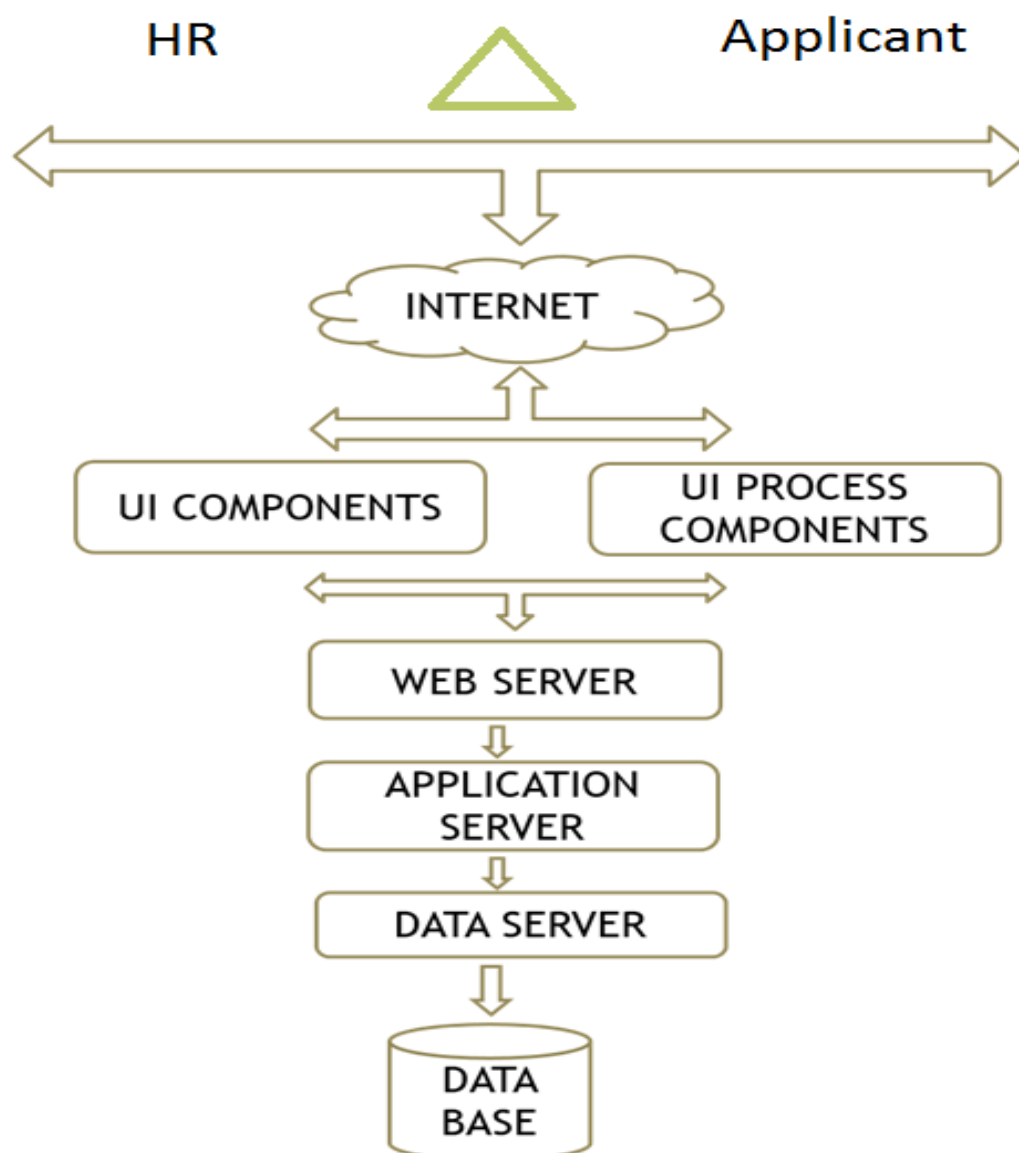 HR
Applicant
INTERNET
UI COMPONENTS
UI PROCESS
COMPONENTS
WEB SERVER
APPLICATION
SERVER
DATA SERVER
DATA
BASE